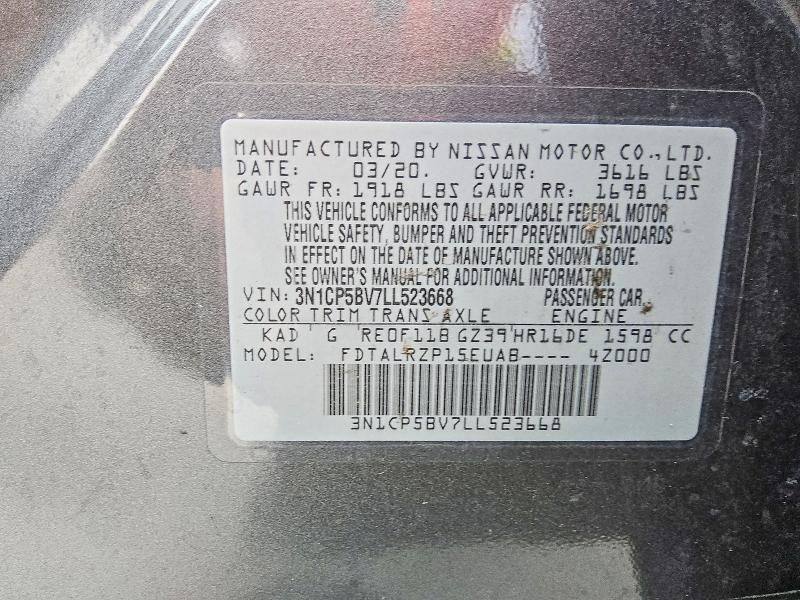 MANUFACTURED BY NISSAN MOTOR CO., LTD.
DATE: 03/20. GVWR: 3616 LBS
GAWR FR: 1918 LBS GAWR RR: 1698 LBS
THIS VEHICLE CONFORMS TO ALL APPLICABLE FEDERAL MOTOR
VEHICLE SAFETY, BUMPER AND THEFT PREVENTION STANDARDS
IN EFFECT ON THE DATE OF MANUFACTURE SHOWN ABOVE.
SEE OWNER'S MANUAL FOR ADDITIONAL INFORMATION.
VIN: 3N1CP5BV7LL523668 PASSENGER CAR
COLOR TRIM TRANS AXLE ENGINE
KAD G RE0F11B GZ39 HR16DE 1598 CC
MODEL: FDTALRZP15EUAB---- 4Z000
3N1CP5BV7LL523668